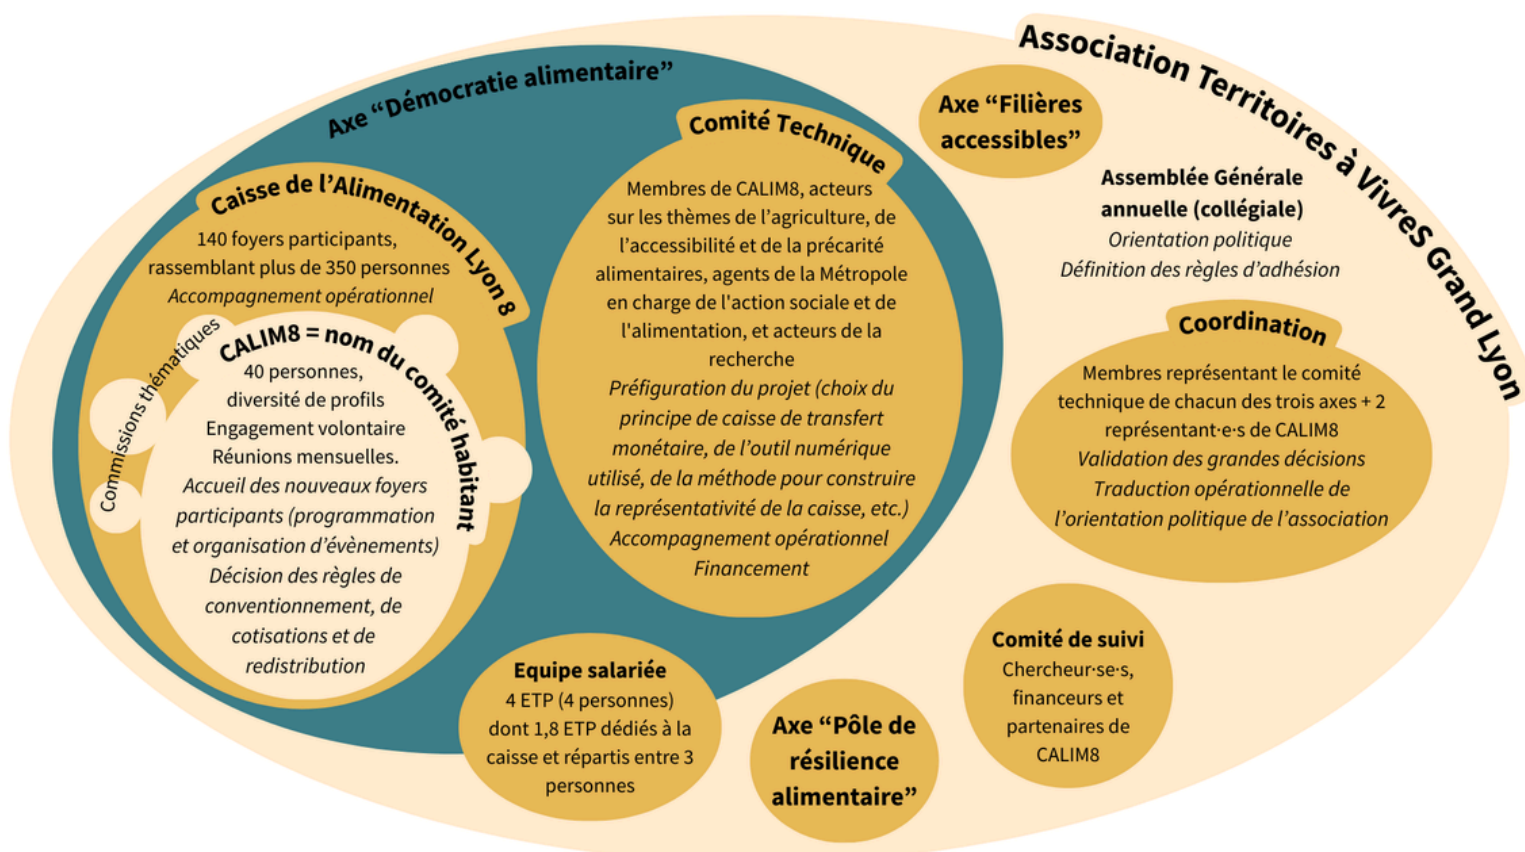 Association Territoires à VivreS Grand Lyon
Axe “Démocratie alimentaire”
Caisse de l’Alimentation Lyon 8
140 foyers participants,
rassemblant plus de 350 personnes
Accompagnement opérationnel
Commissions thématiques
CALIM8 = nom du comité habitant
40 personnes,
diversité de profils
Engagement volontaire
Réunions mensuelles.
Accueil des nouveaux foyers
participants (programmation
et organisation d’évènements)
Décision des règles de
conventionnement, de
cotisations et de
redistribution
Comité Technique
Membres de CALIM8, acteurs
sur les thèmes de l’agriculture, de
l’accessibilité et de la précarité
alimentaires, agents de la Métropole
en charge de l'action sociale et de
l'alimentation, et acteurs de la
recherche
Préfiguration du projet (choix du
principe de caisse de transfert
monétaire, de l’outil numérique
utilisé, de la méthode pour construire
la représentativité de la caisse, etc.)
Accompagnement opérationnel
Financement
Equipe salariée
4 ETP (4 personnes)
dont 1,8 ETP dédiés à la
caisse et répartis entre 3
personnes
Axe “Filières
accessibles”
Assemblée Générale
annuelle (collégiale)
Orientation politique
Définition des règles d’adhésion
Coordination
Membres représentant le comité
technique de chacun des trois axes + 2
représentant·e·s de CALIM8
Validation des grandes décisions
Traduction opérationnelle de
l’orientation politique de l’association
Comité de suivi
Chercheur·se·s,
financeurs et
partenaires de
CALIM8
Axe “Pôle de
résilience
alimentaire”